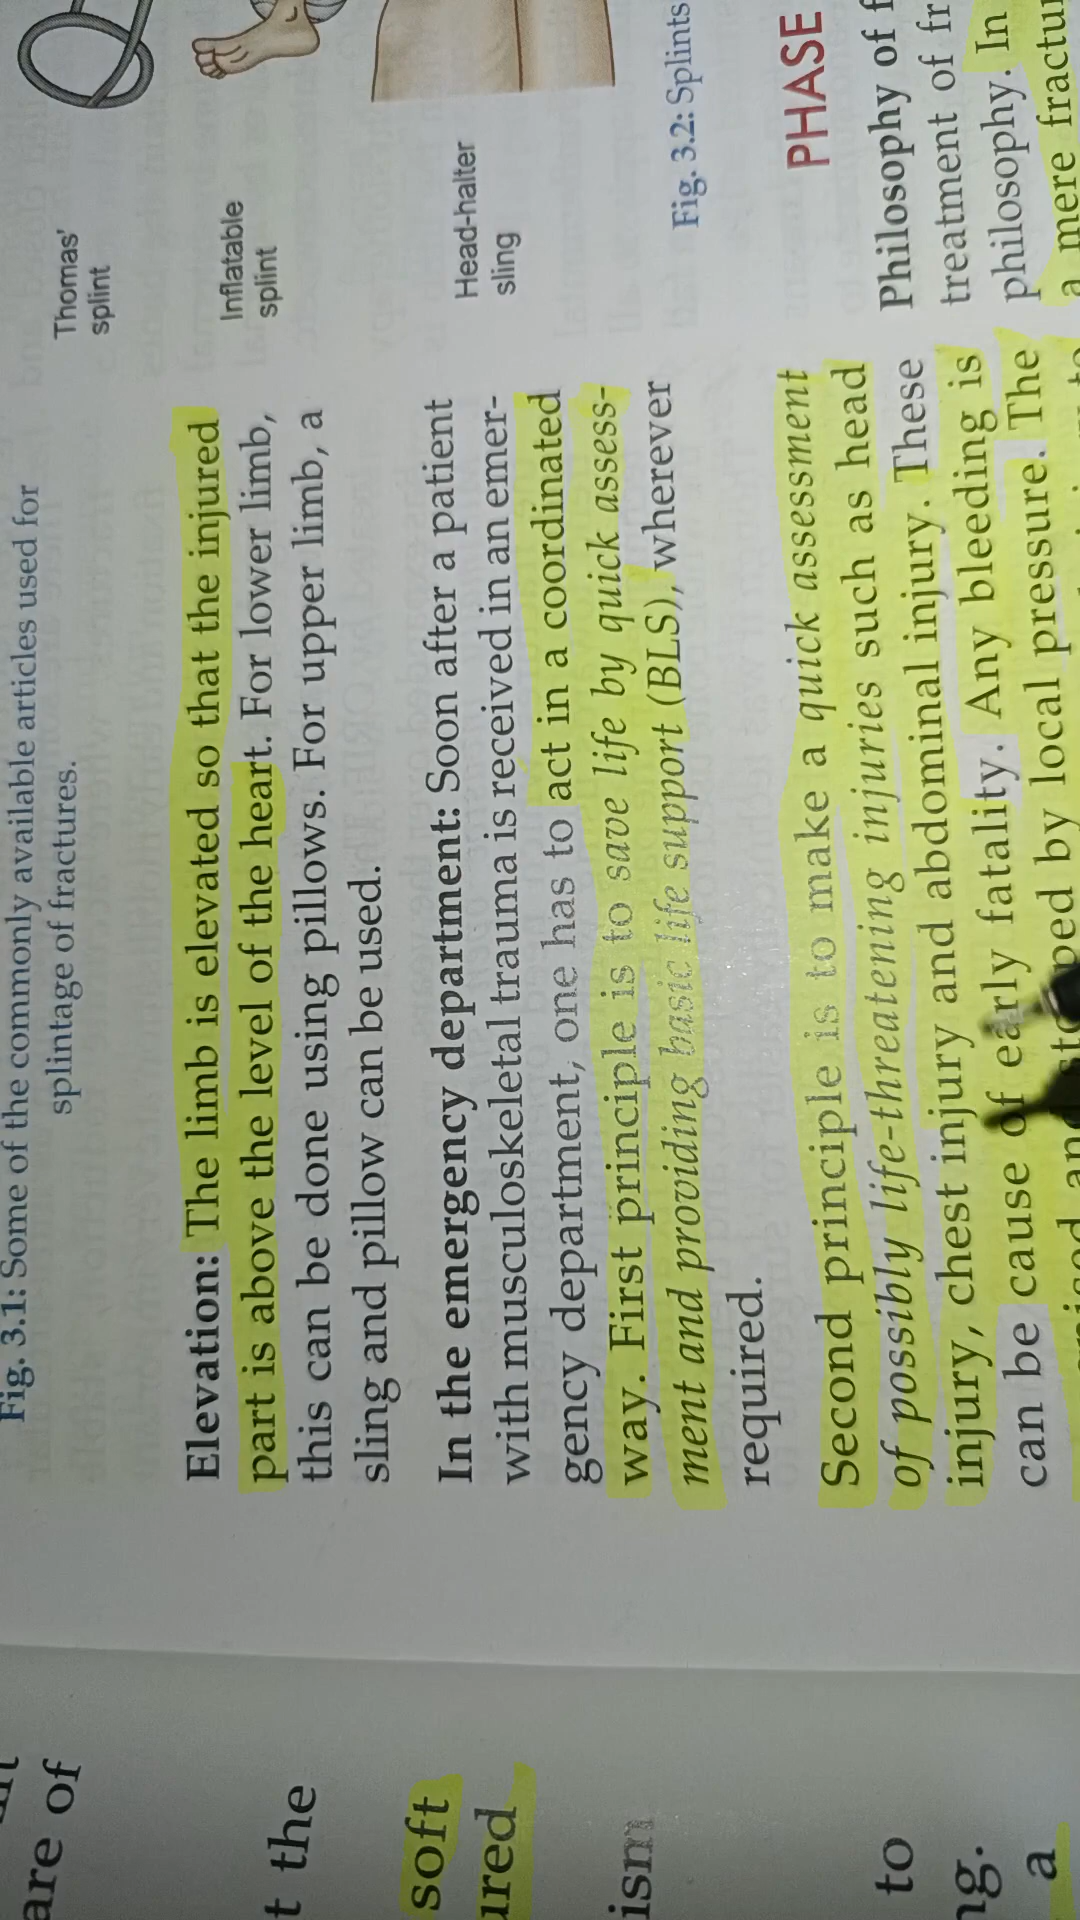 Fig. 3.1: Some of the commonly available articles used for
splintage of fractures.
Elevation: The limb is elevated so that the injured
part is above the level of the heart. For lower limb,
this can be done using pillows. For upper limb, a
sling and pillow can be used.
In the emergency department: Soon after a patient
with musculoskeletal trauma is received in an emer-
gency department, one has to act in a coordinated
way. First principle is to save life by quick assess-
ment and providing basic life support (BLS), wherever
required.
Second principle is to make a quick assessment
of possibly life-threatening injuries such as head
injury, chest injury and abdominal injury. These
can be cause of early fatality. Any bleeding is
by local pressure. The
Thomas'
splint
Inflatable
splint
Head-halter
sling
Fig. 3.2: Splints
PHASE
Philosophy of
treatment of
philosophy. In
a mere
are of
the
soft
to
a